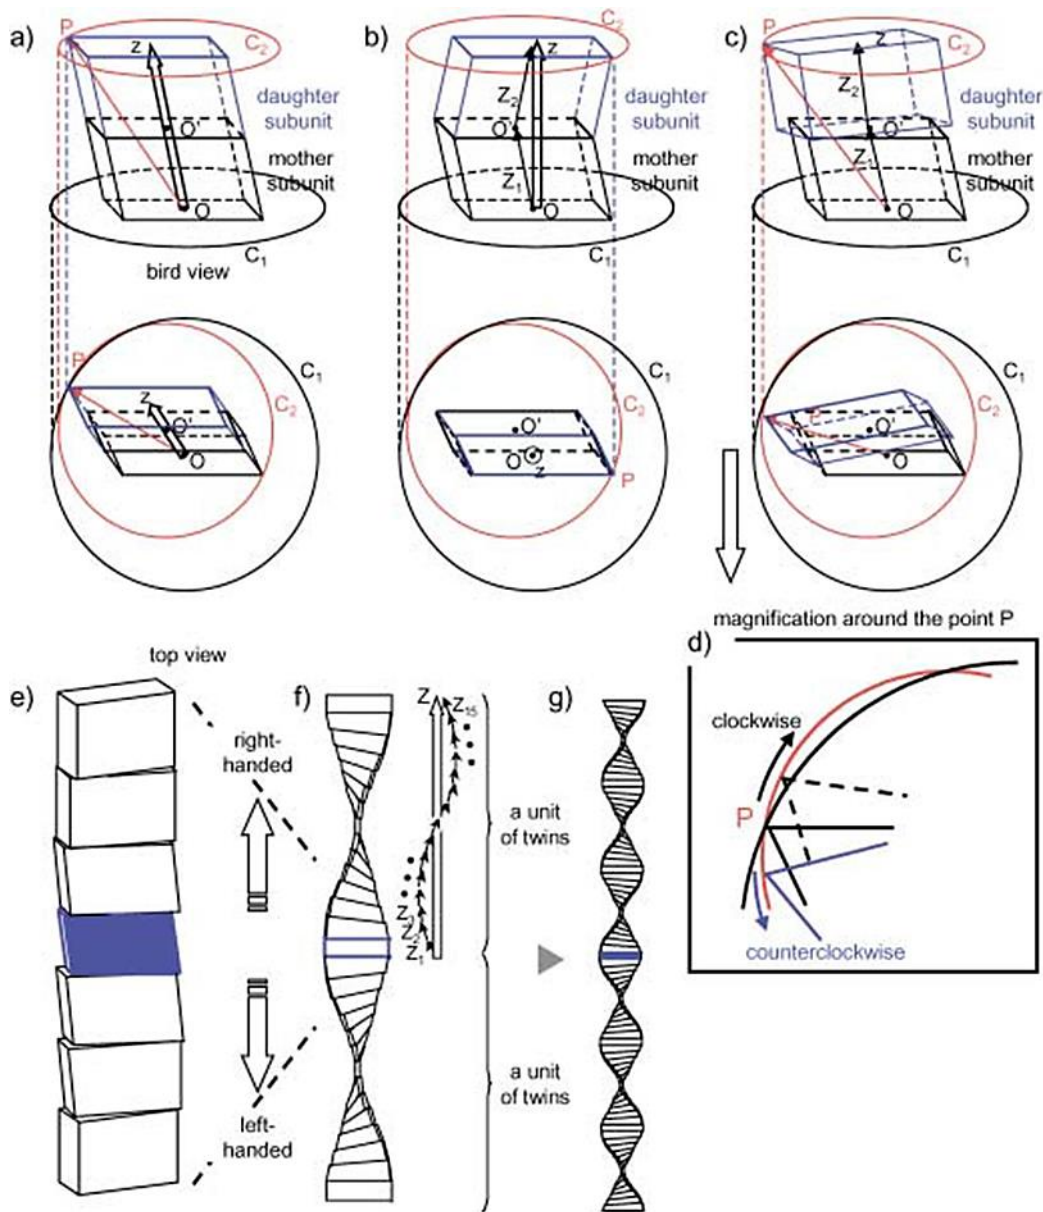 a)
P
z
C₂
daughter
subunit
O'
mother
subunit
O
C₁
bird view
P
z
O'
O
C₁
C₂
b)
C₂
z
Z₂
O'
Z₁
O
daughter
subunit
mother
subunit
C₁
C₁
C₂
O'
O
z
P
c)
P
z
C₂
Z₂
O'
Z₁
O
daughter
subunit
mother
subunit
C₁
C₁
C₂
P
O'
O
magnification around the point P
d)
clockwise
P
counterclockwise
top view
e)
right-
handed
left-
handed
f)
Z
Z₁₅
Z₃
Z₂
Z₁
a unit
of twins
a unit
of twins
g)